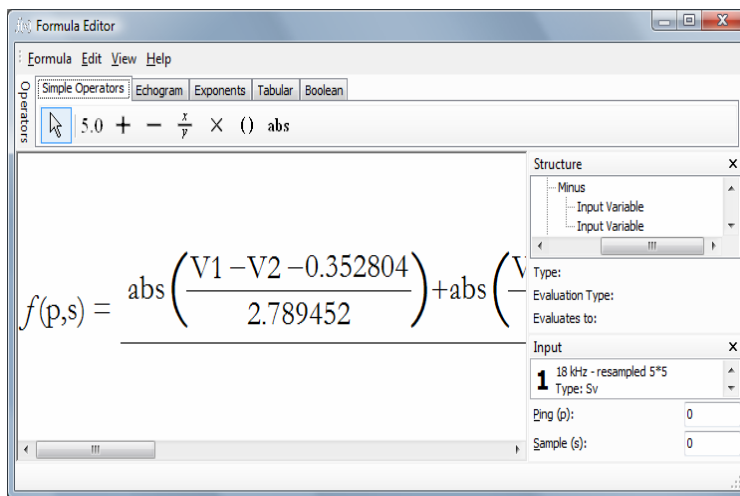 f(x) Formula Editor
Formula Edit View Help
Operators
Simple Operators Echogram Exponents Tabular Boolean
5.0 + − x/y × () abs
f(p,s) = abs(V1−V2−0.352804 / 2.789452)+abs(V
Structure
Minus
Input Variable
Input Variable
Type:
Evaluation Type:
Evaluates to:
Input
1 18 kHz - resampled 5*5
Type: Sv
Ping (p): 0
Sample (s): 0